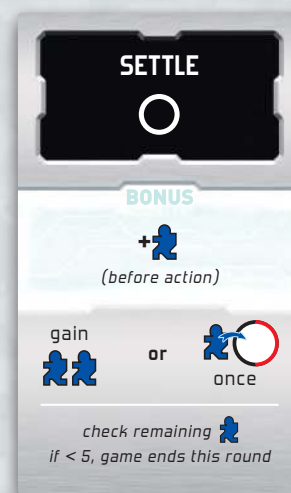 SETTLE
BONUS
+
(before action)
gain or
once
check remaining
if < 5, game ends this round